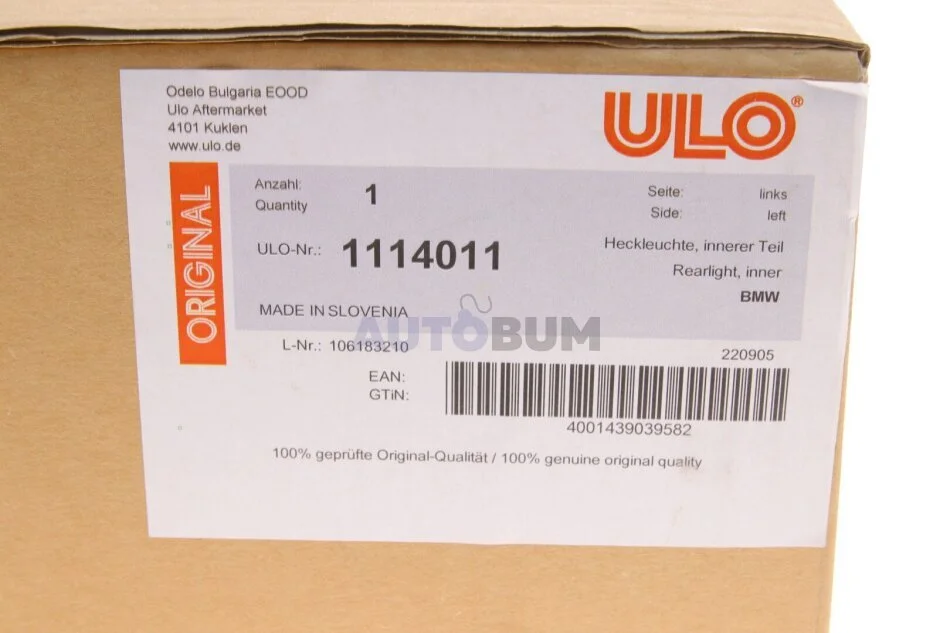 Odelo Bulgaria EOOD
Ulo Aftermarket
4101 Kuklen
www.ulo.de
ULO®
ORIGINAL
Anzahl: 1
Quantity
Seite: links
Side: left
ULO-Nr.: 1114011
Heckleuchte, innerer Teil
Rearlight, inner
BMW
MADE IN SLOVENIA
AUTOBUM
L-Nr.: 106183210
220905
EAN:
GTiN:
4001439039582
100% geprüfte Original-Qualität / 100% genuine original quality